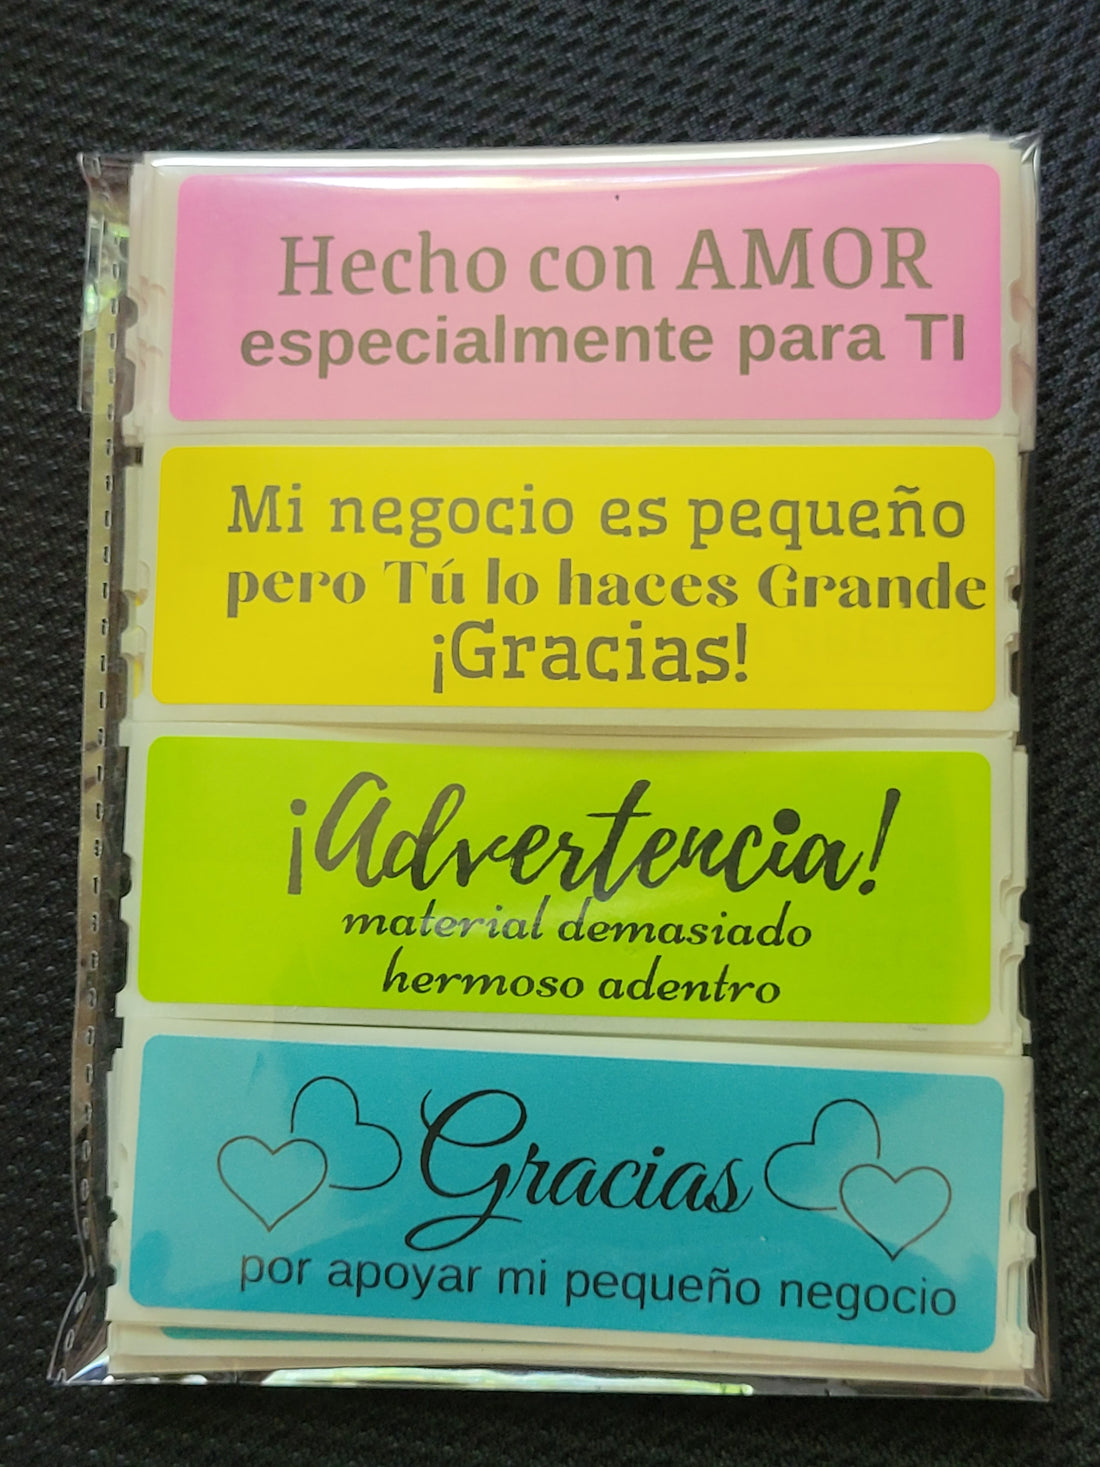 Hecho con AMOR
especialmente para TI
Mi negocio es pequeño
pero Tú lo haces Grande
¡Gracias!
¡Advertencia!
material demasiado
hermoso adentro
Gracias
por apoyar mi pequeño negocio